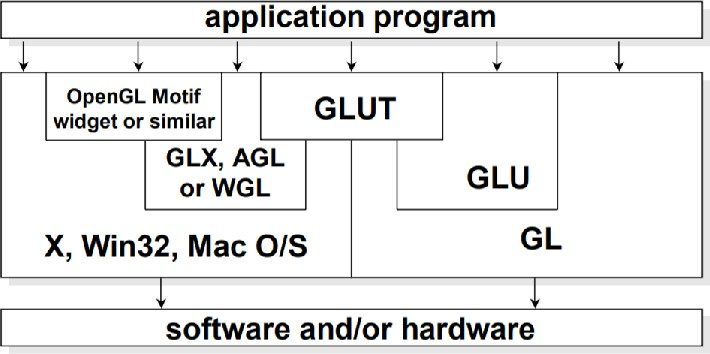 application program
OpenGL Motif
widget or similar
GLUT
GLX, AGL
or WGL
GLU
X, Win32, Mac O/S
GL
software and/or hardware